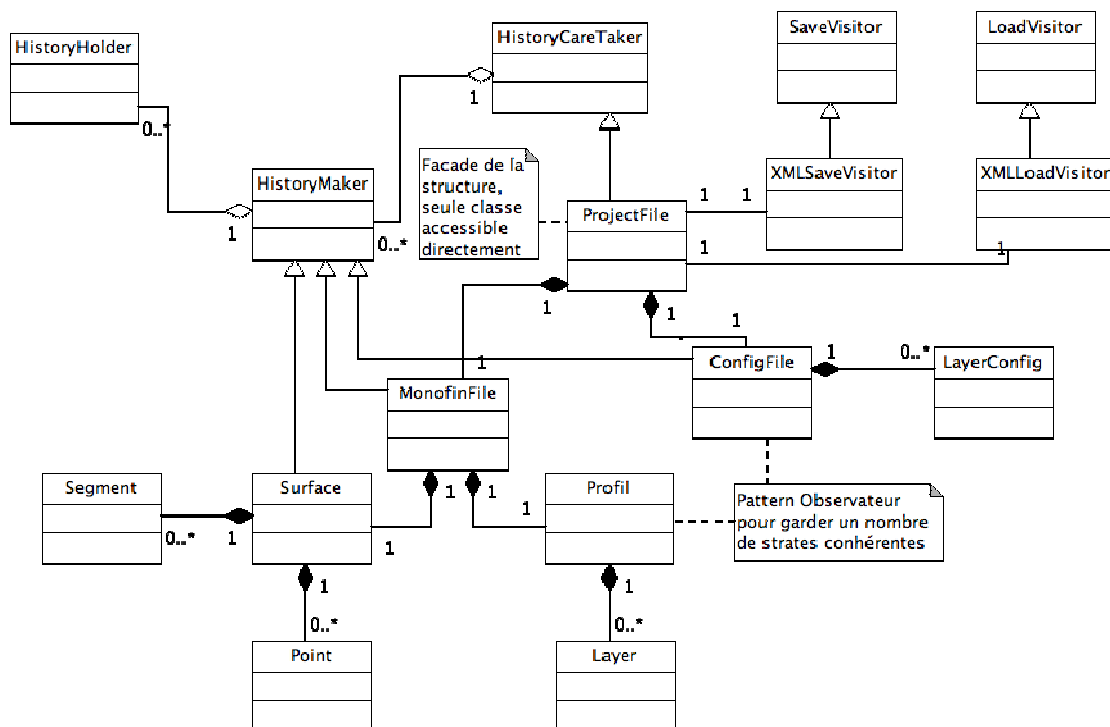 SaveVisitor
LoadVisitor
HistoryCareTaker
HistoryHolder
1
0..*
Facade de la
structure,
seule classe
accessible
directement
XMLSaveVisitor
XMLLoadVisitor
HistoryMaker
1
1
ProjectFile
1
0..*
1
1
1
1
1
1
1
0..*
ConfigFile
LayerConfig
MonofinFile
Segment
Surface
1
1
Profil
Pattern Observateur
pour garder un nombre
de strates conhérentes
1
0..*
1
1
1
1
0..*
0..*
Point
Layer